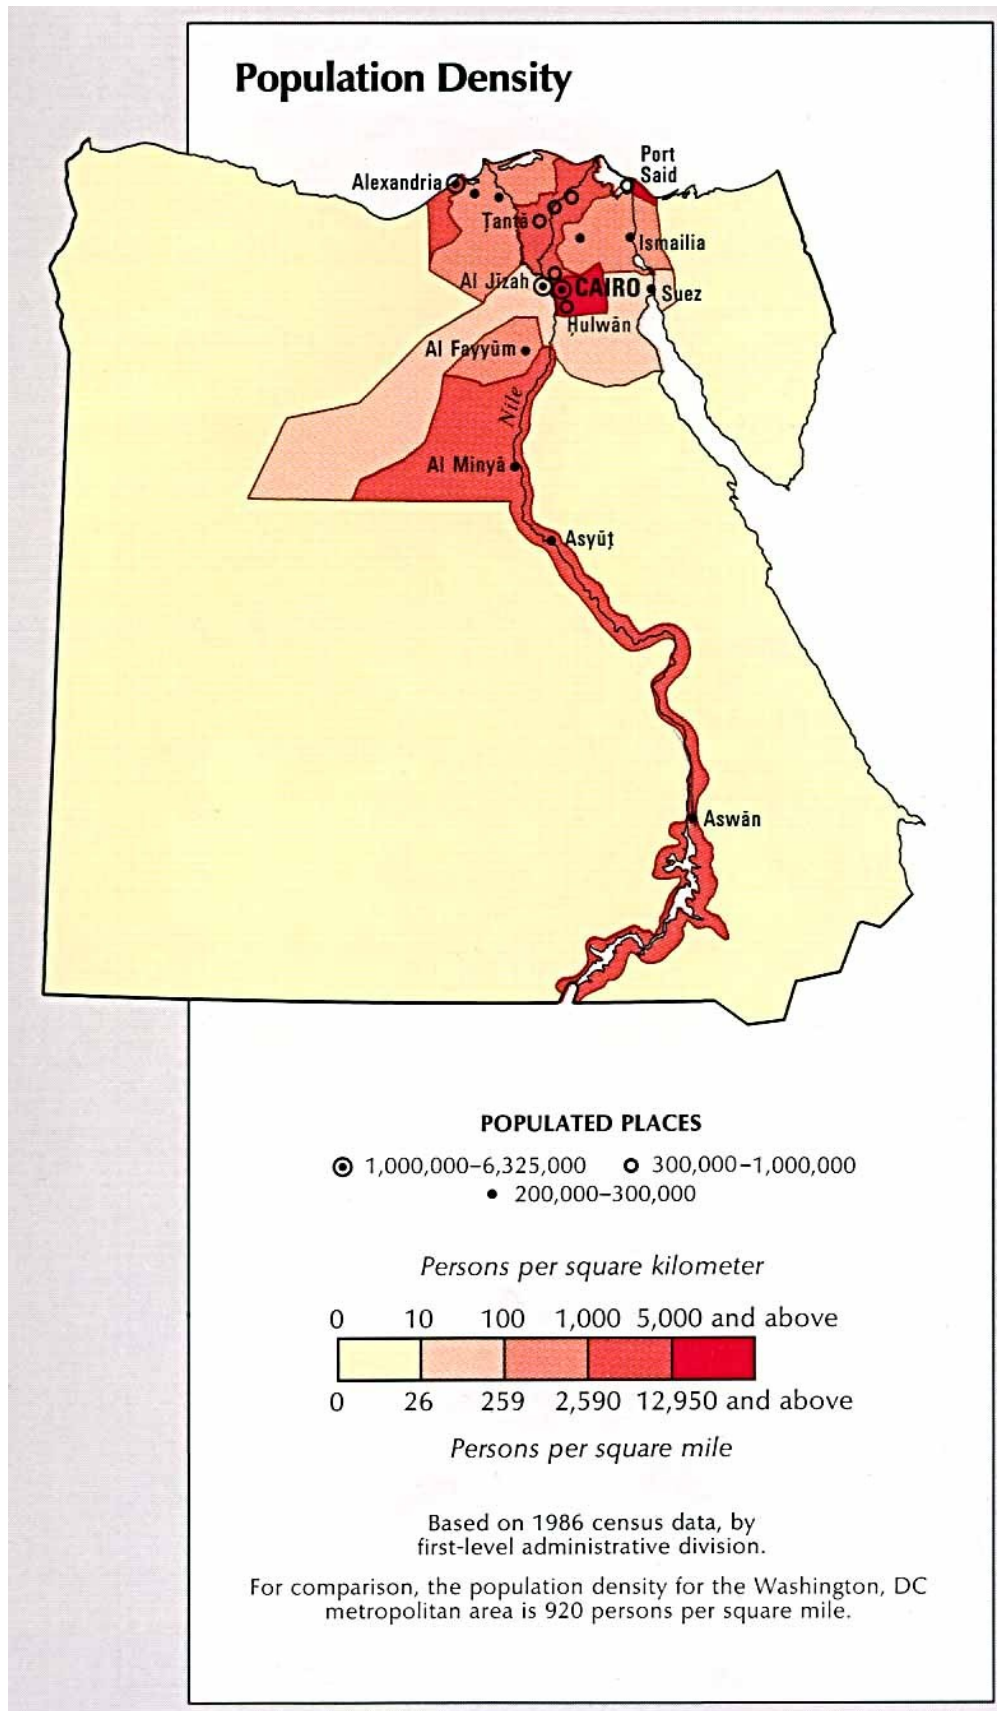 Population Density
Port
Said
Alexandria
Ṭanṭā
Ismailia
Al Jīzah
CAIRO
Suez
Ḥulwān
Al Fayyūm
Nile
Al Minyā
Asyūṭ
Aswān
POPULATED PLACES
1,000,000–6,325,000 300,000–1,000,000
200,000–300,000
Persons per square kilometer
0 10 100 1,000 5,000 and above
0 26 259 2,590 12,950 and above
Persons per square mile
Based on 1986 census data, by
first-level administrative division.
For comparison, the population density for the Washington, DC
metropolitan area is 920 persons per square mile.